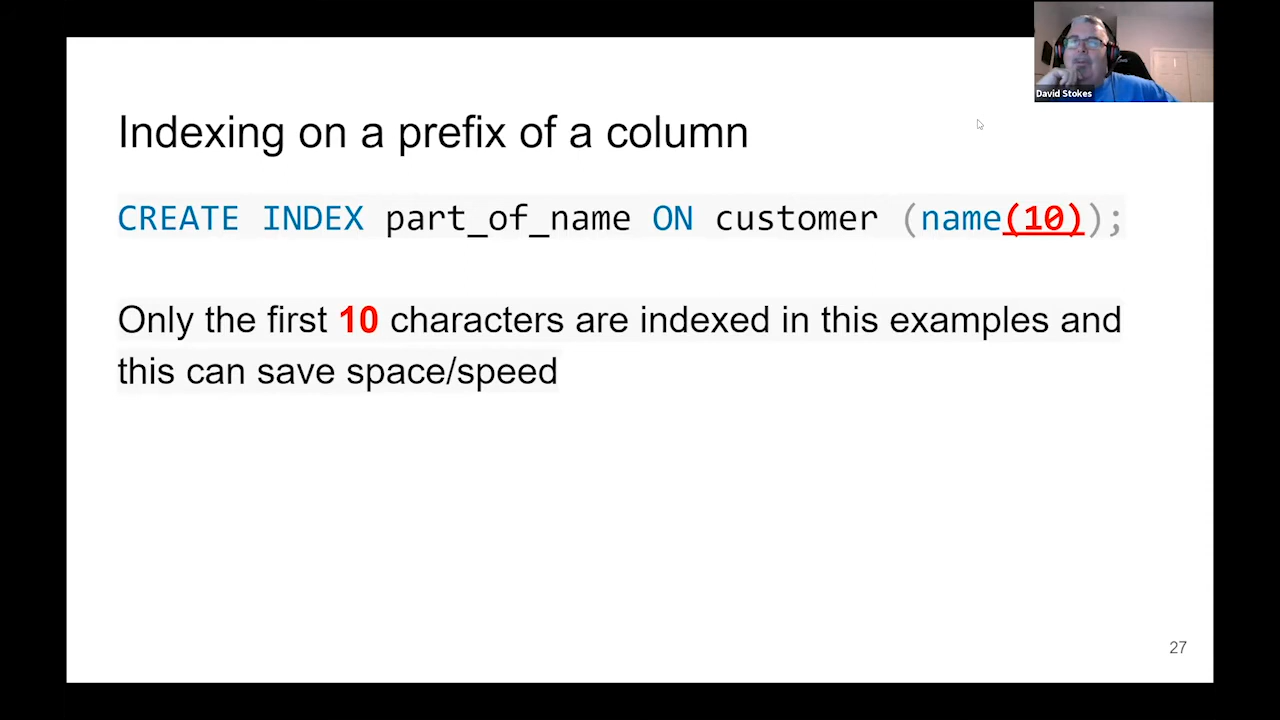 David Stokes
Indexing on a prefix of a column
CREATE INDEX part_of_name ON customer (name(10));
Only the first 10 characters are indexed in this examples and
this can save space/speed
27